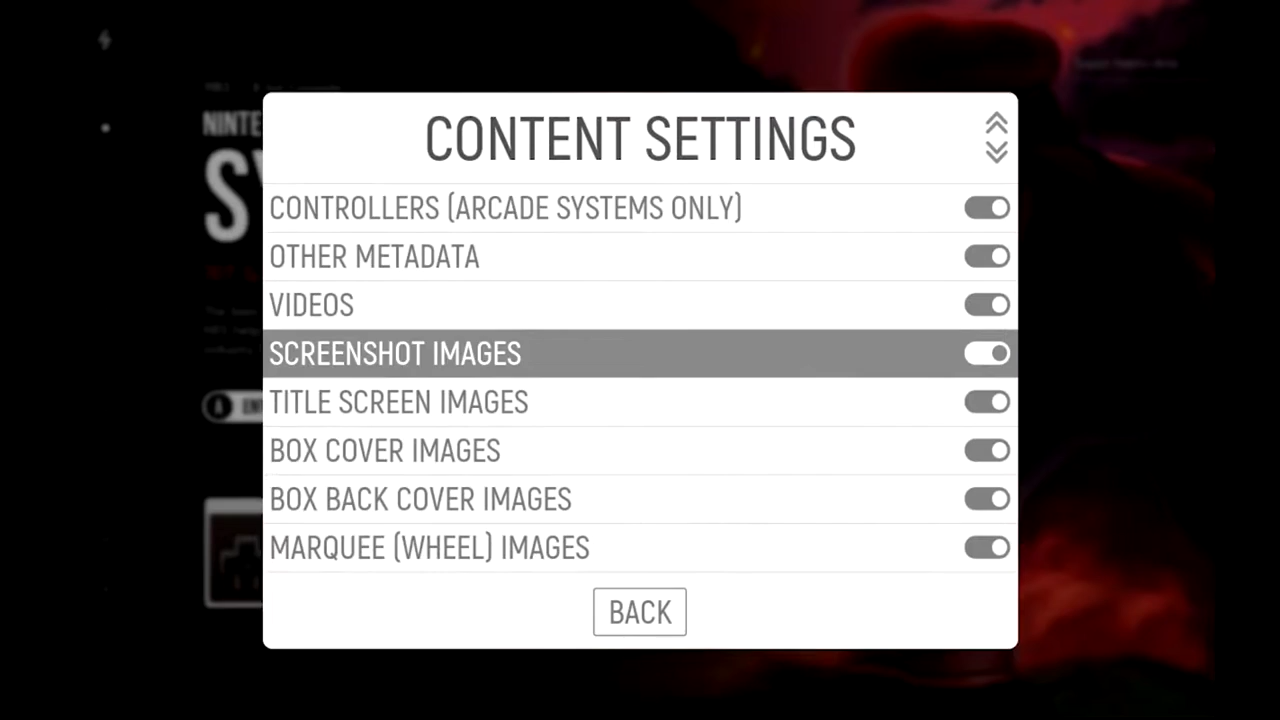 CONTENT SETTINGS
NINTE
CONTROLLERS (ARCADE SYSTEMS ONLY)
OTHER METADATA
VIDEOS
SCREENSHOT IMAGES
TITLE SCREEN IMAGES
BOX COVER IMAGES
BOX BACK COVER IMAGES
MARQUEE (WHEEL) IMAGES
BACK